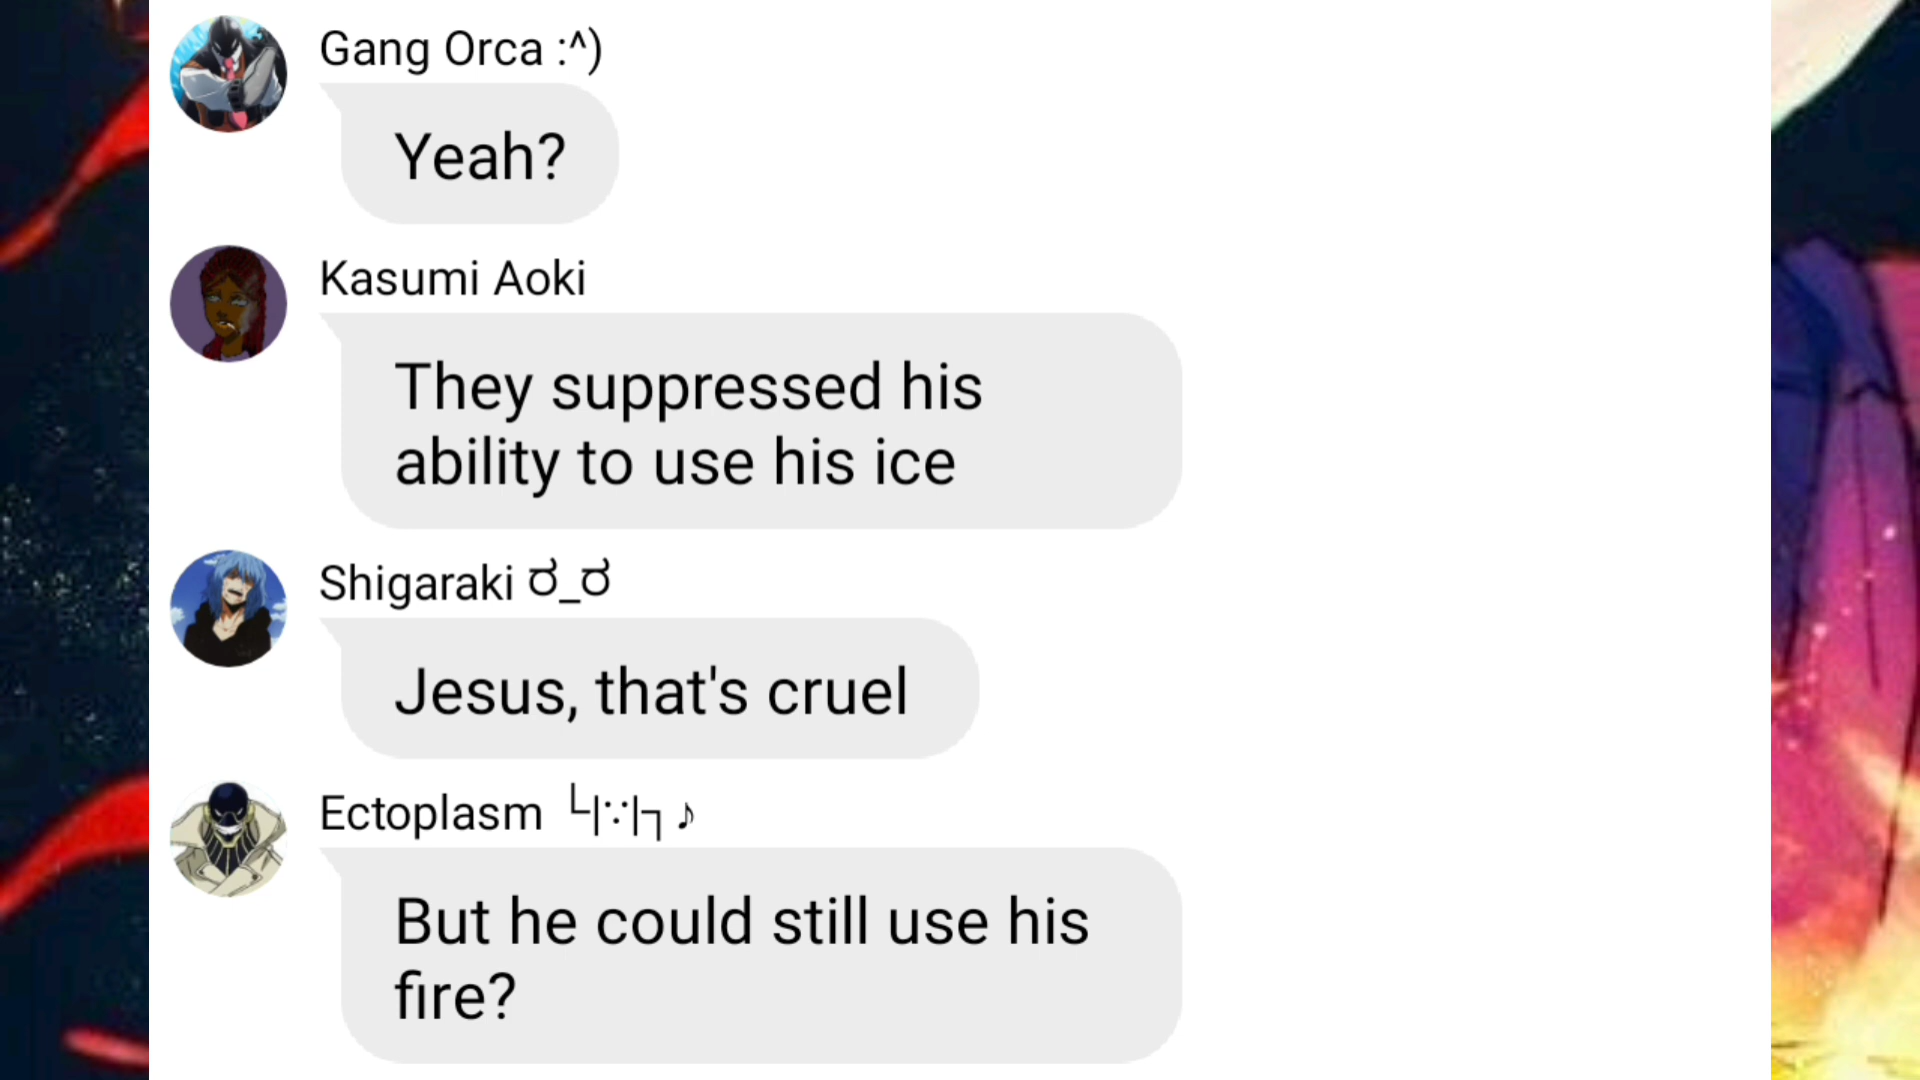 Gang Orca :^)
Yeah?
Kasumi Aoki
They suppressed his
ability to use his ice
Shigaraki ಠ_ಠ
Jesus, that's cruel
Ectoplasm └|∵|┐♪
But he could still use his
fire?